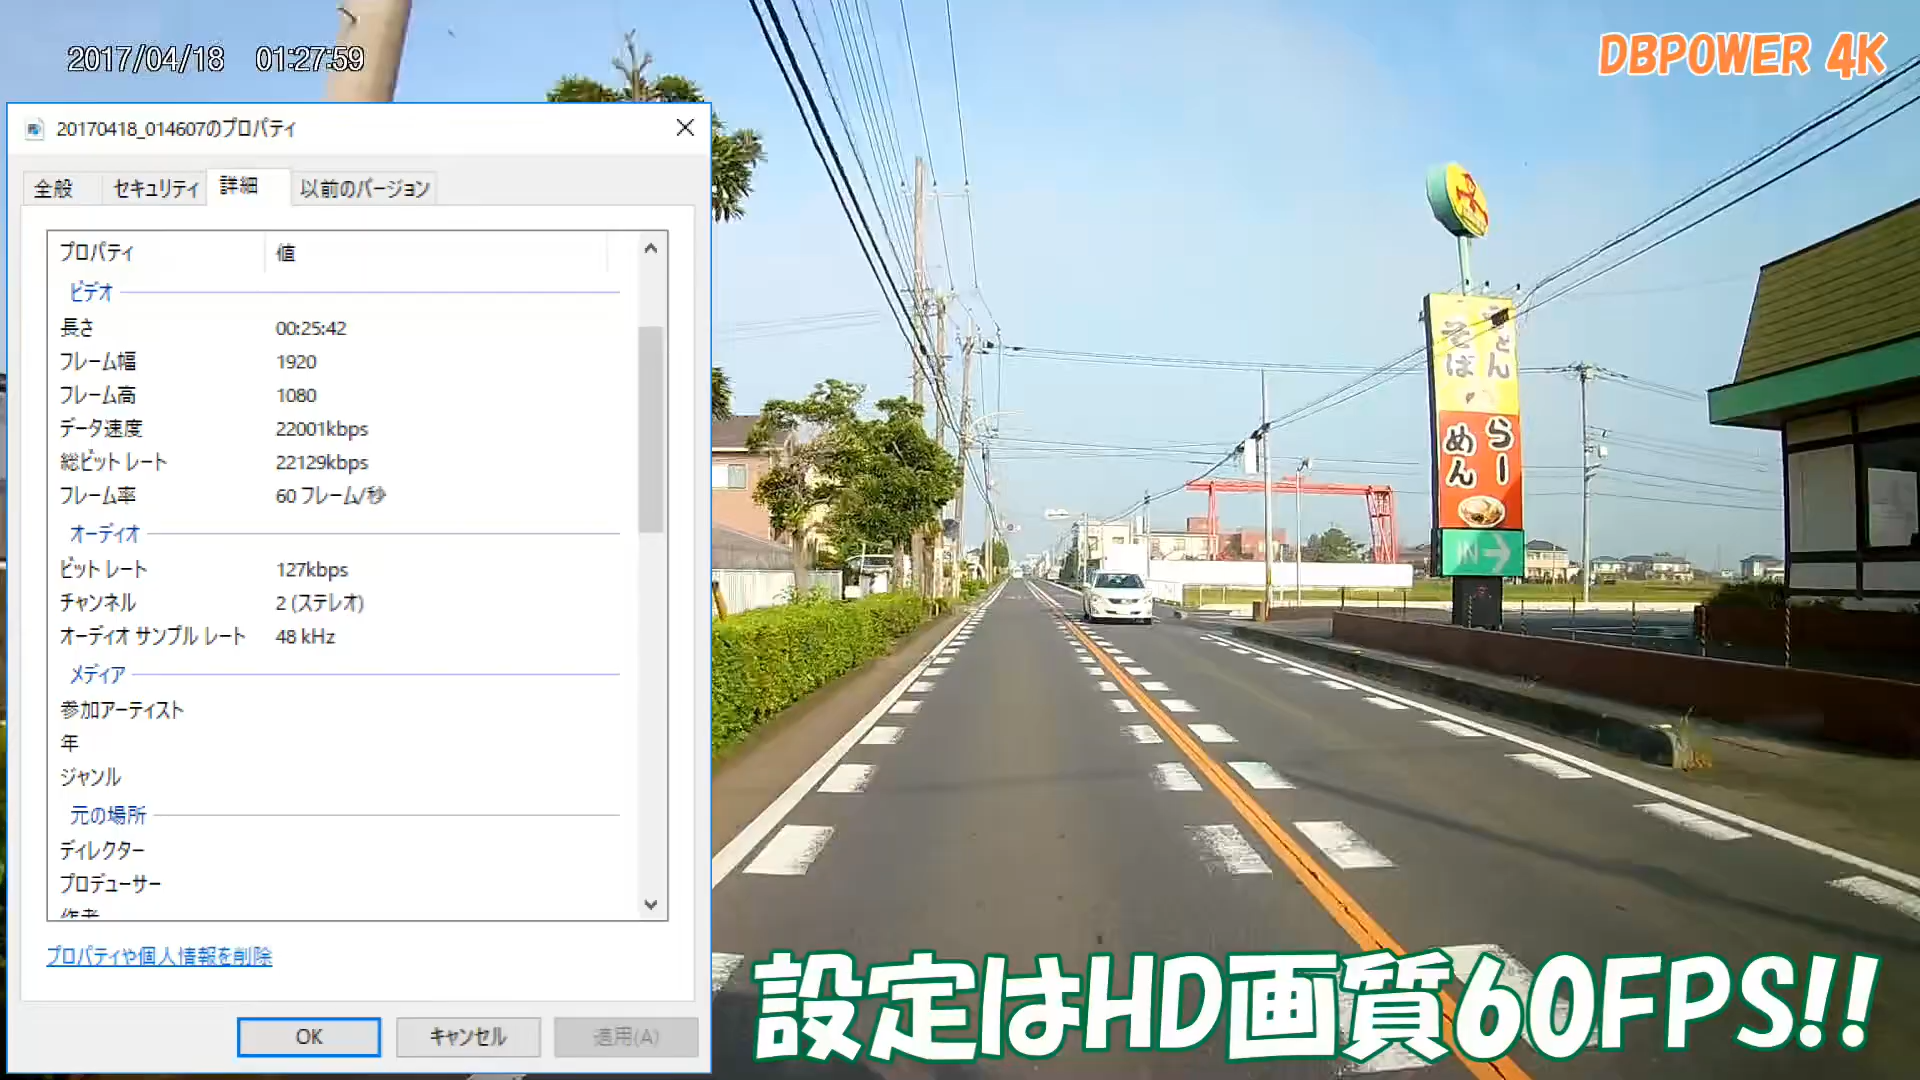 2017/04/18 01:27:59
DBPOWER 4K
20170418_014607のプロパティ
全般 セキュリティ 詳細 以前のバージョン
プロパティ 値
ビデオ
長さ 00:25:42
フレーム幅 1920
フレーム高 1080
データ速度 22001kbps
総ビット レート 22129kbps
フレーム率 60 フレーム/秒
オーディオ
ビット レート 127kbps
チャンネル 2 (ステレオ)
オーディオ サンプル レート 48 kHz
メディア
参加アーティスト
年
ジャンル
元の場所
ディレクター
プロデューサー
作者
プロパティや個人情報を削除
OK キャンセル 適用(A)
うどん
そば
らー
めん
IN
設定はHD画質60FPS!!